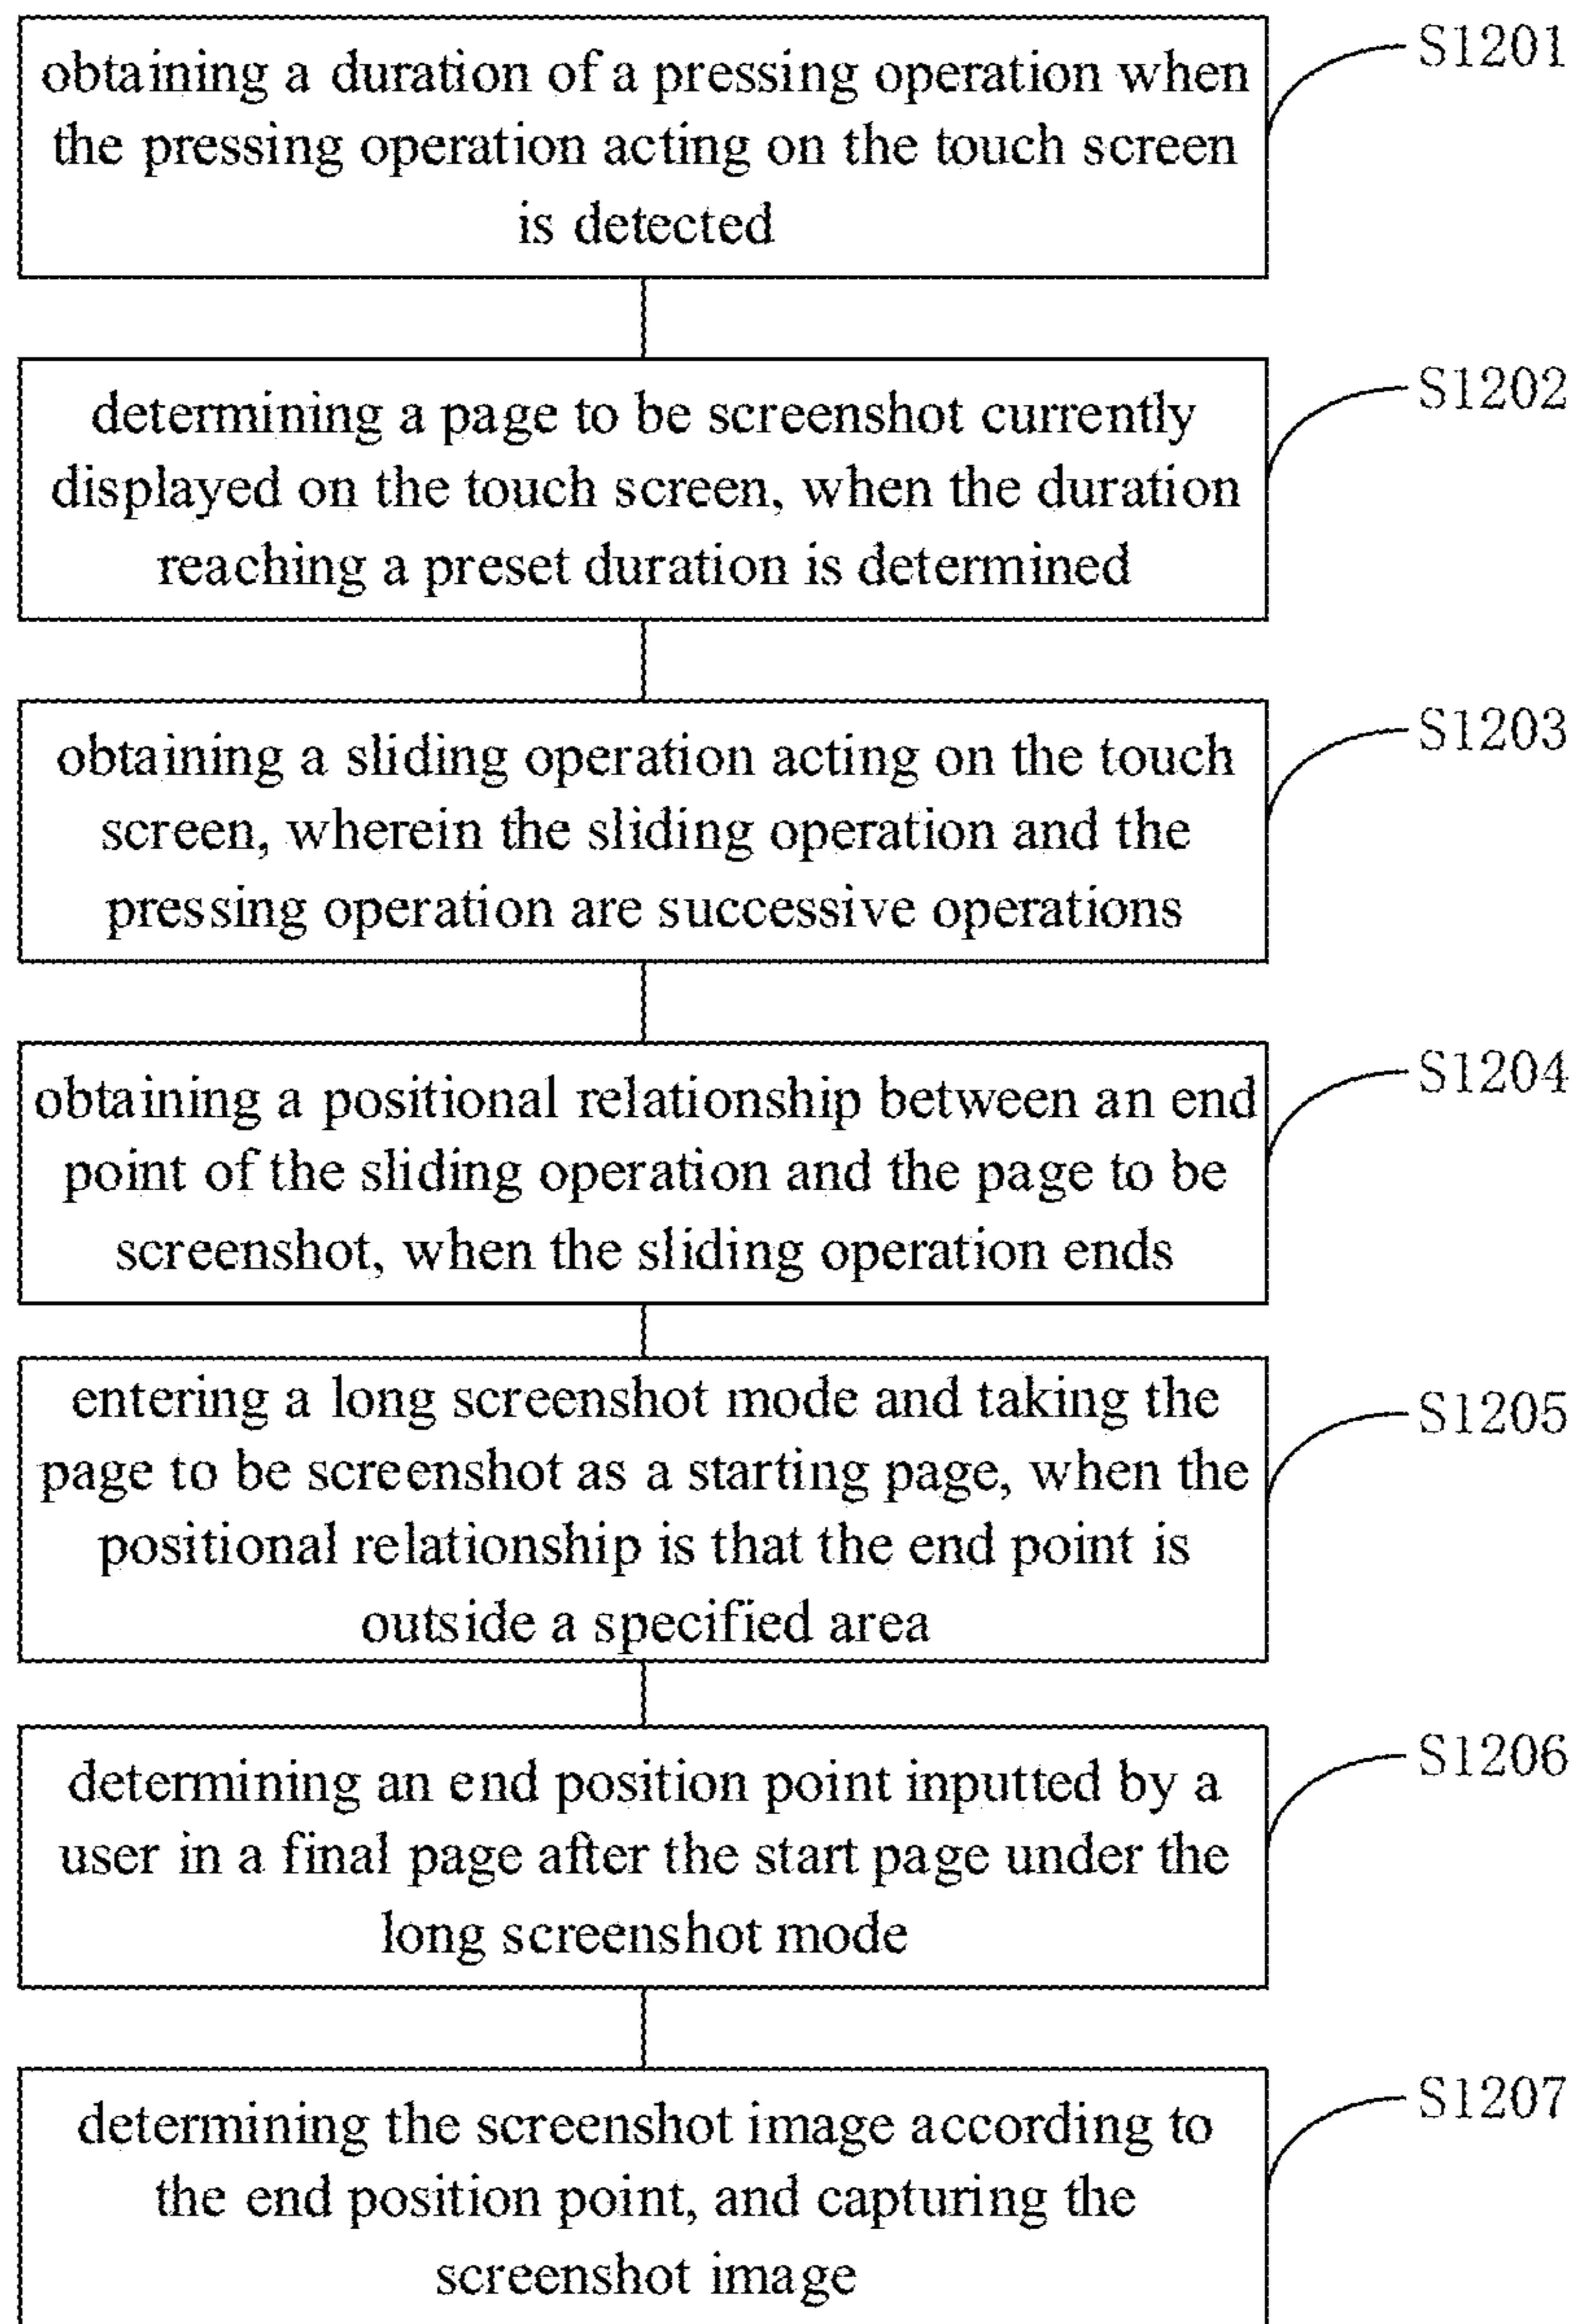 obtaining a duration of a pressing operation when
the pressing operation acting on the touch screen
is detected
S1201
determining a page to be screenshot currently
displayed on the touch screen, when the duration
reaching a preset duration is determined
S1202
obtaining a sliding operation acting on the touch
screen, wherein the sliding operation and the
pressing operation are successive operations
S1203
obtaining a positional relationship between an end
point of the sliding operation and the page to be
screenshot, when the sliding operation ends
S1204
entering a long screenshot mode and taking the
page to be screenshot as a starting page, when the
positional relationship is that the end point is
outside a specified area
S1205
determining an end position point inputted by a
user in a final page after the start page under the
long screenshot mode
S1206
determining the screenshot image according to
the end position point, and capturing the
screenshot image
S1207